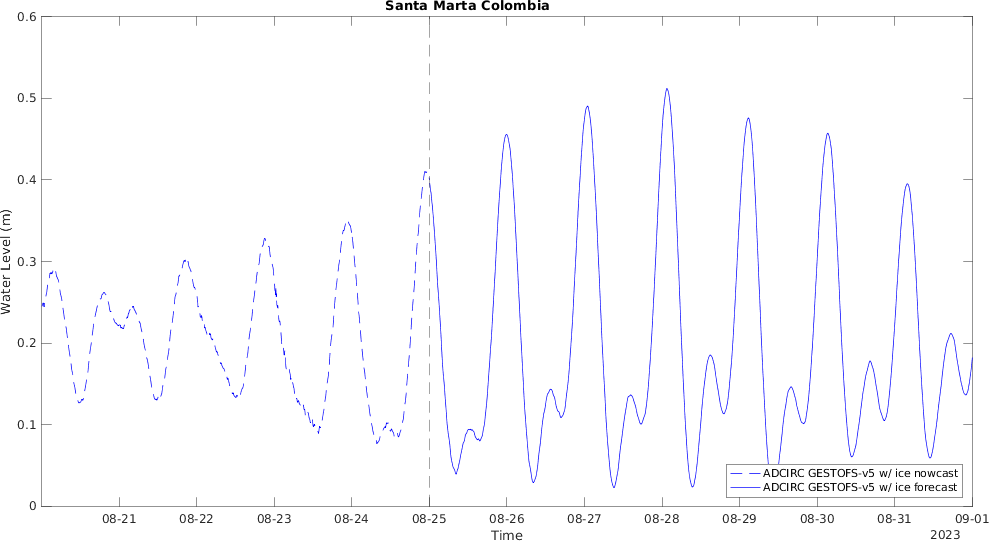 Santa Marta Colombia
0.6
0.5
0.4
0.3
0.2
0.1
0
Water Level (m)
08-21 08-22 08-23 08-24 08-25 08-26 08-27 08-28 08-29 08-30 08-31 09-01
Time
2023
ADCIRC GESTOFS-v5 w/ ice nowcast
ADCIRC GESTOFS-v5 w/ ice forecast